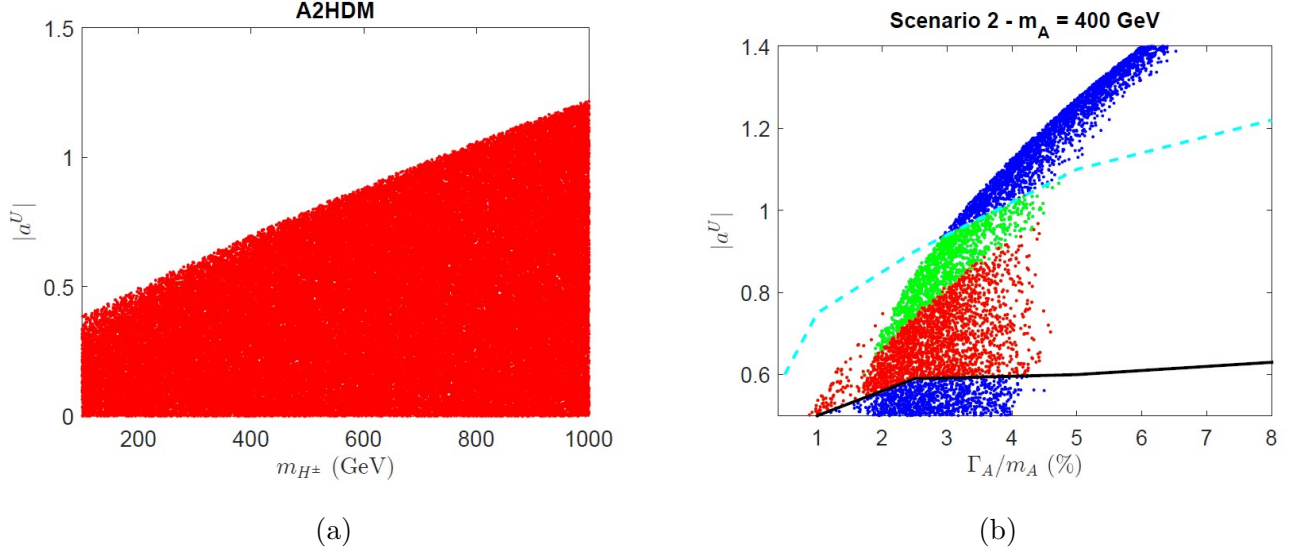 A2HDM
1.5
1
0.5
0
|a^U|
200 400 600 800 1000
m_{H^±} (GeV)
(a)
Scenario 2 - m_A = 400 GeV
1.4
1.2
1
0.8
0.6
|a^U|
1 2 3 4 5 6 7 8
Γ_A/m_A (%)
(b)